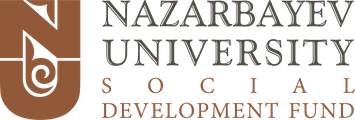 NAZARBAYEV
UNIVERSITY
SOCIAL
DEVELOPMENT FUND